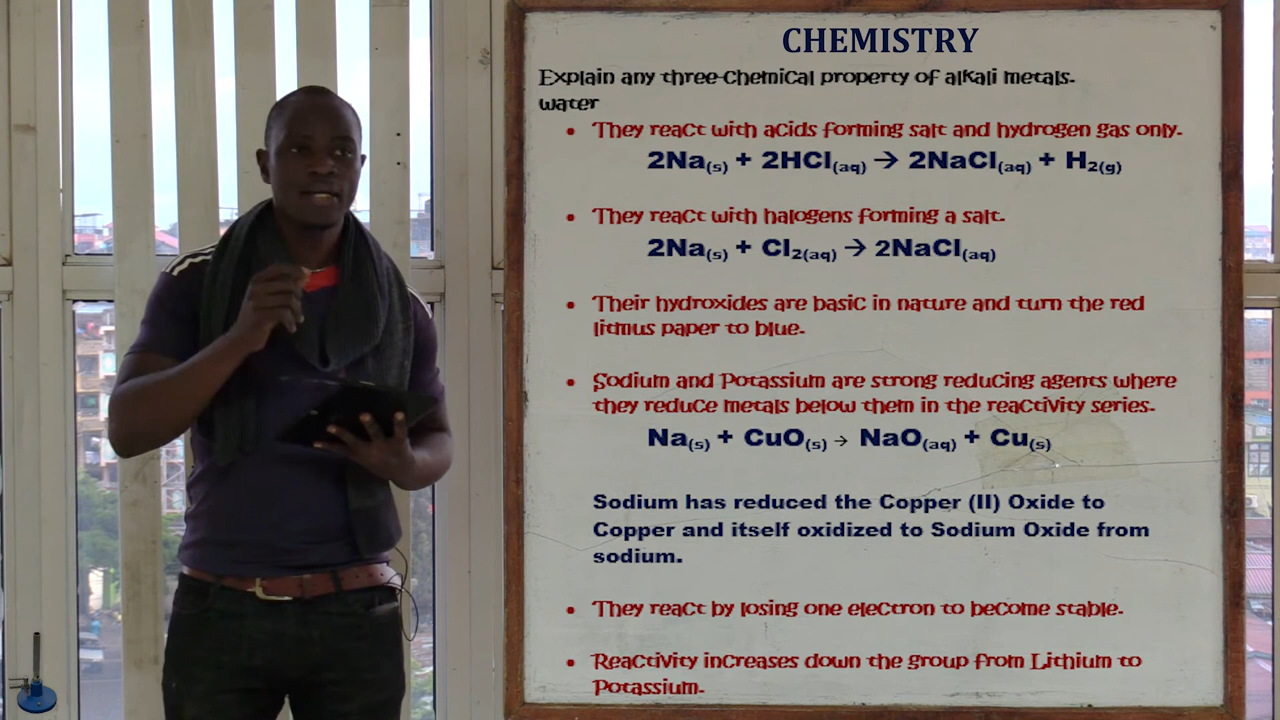 CHEMISTRY
Explain any three Chemical property of alkali metals.
water
• They react with acids forming salt and hydrogen gas only.
2Na(s) + 2HCl(aq) → 2NaCl(aq) + H2(g)
• They react with halogens forming a salt.
2Na(s) + Cl2(aq) → 2NaCl(aq)
• Their hydroxides are basic in nature and turn the red
litmus paper to blue.
• Sodium and Potassium are strong reducing agents where
they reduce metals below them in the reactivity series.
Na(s) + CuO(s) → NaO(aq) + Cu(s)
Sodium has reduced the Copper (II) Oxide to
Copper and itself oxidized to Sodium Oxide from
sodium.
• They react by losing one electron to become stable.
• Reactivity increases down the group from Lithium to
Potassium.